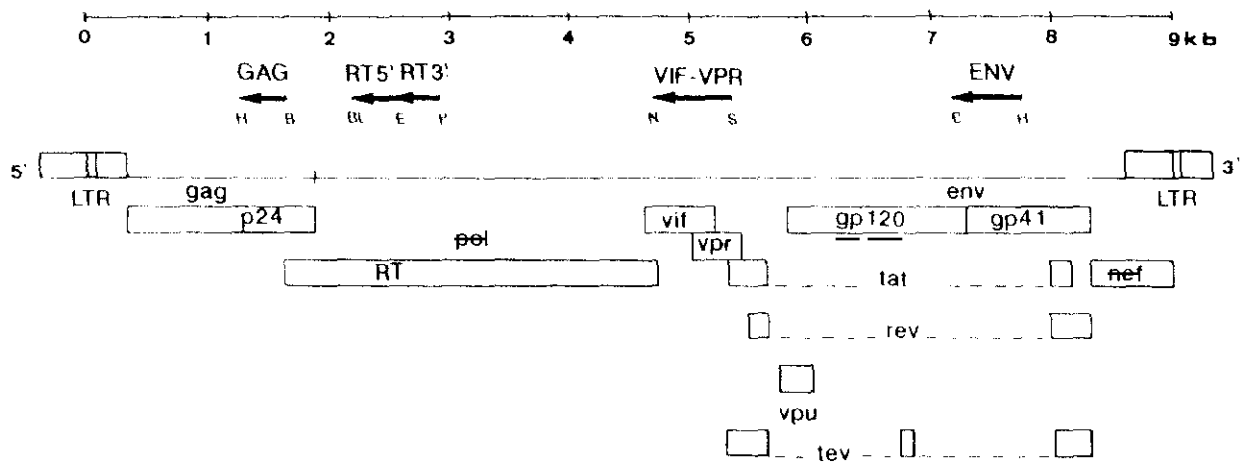 0 1 2 3 4 5 6 7 8 9 kb
GAG RT5' RT3' VIF-VPR ENV
H B E P N S H
5' 3'
LTR gag env LTR
p24 vif gp120 gp41
pol vpr
RT tat nef
rev
vpu
tev